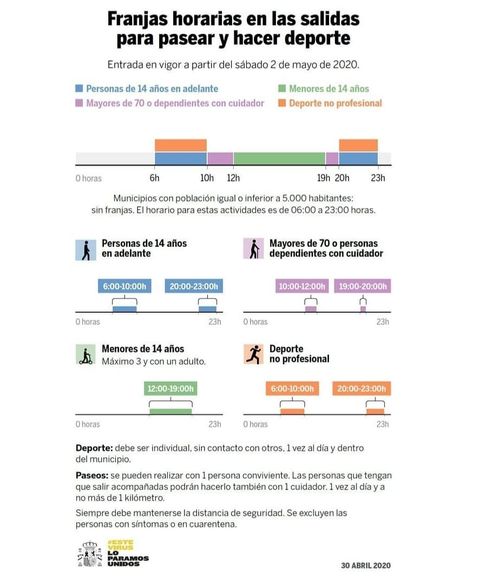 Franjas horarias en las salidas
para pasear y hacer deporte
Entrada en vigor a partir del sábado 2 de mayo de 2020.
Personas de 14 años en adelante
Menores de 14 años
Mayores de 70 o dependientes con cuidador
Deporte no profesional
0 horas 6h 10h 12h 19h 20h 23h
Municipios con población igual o inferior a 5.000 habitantes:
sin franjas. El horario para estas actividades es de 06:00 a 23:00 horas.
Personas de 14 años
en adelante
6:00-10:00h 20:00-23:00h
0 horas 23h
Mayores de 70 o personas
dependientes con cuidador
10:00-12:00h 19:00-20:00h
0 horas 23h
Menores de 14 años
Máximo 3 y con un adulto.
12:00-19:00h
0 horas 23h
Deporte
no profesional
6:00-10:00h 20:00-23:00h
0 horas 23h
Deporte: debe ser individual, sin contacto con otros, 1 vez al día y dentro
del municipio.
Paseos: se pueden realizar con 1 persona conviviente. Las personas que tengan
que salir acompañadas podrán hacerlo también con 1 cuidador. 1 vez al día y a
no más de 1 kilómetro.
Siempre debe mantenerse la distancia de seguridad. Se excluyen las
personas con síntomas o en cuarentena.
#ESTE
VIRUS
LO
PARAMOS
UNIDOS
30 ABRIL 2020